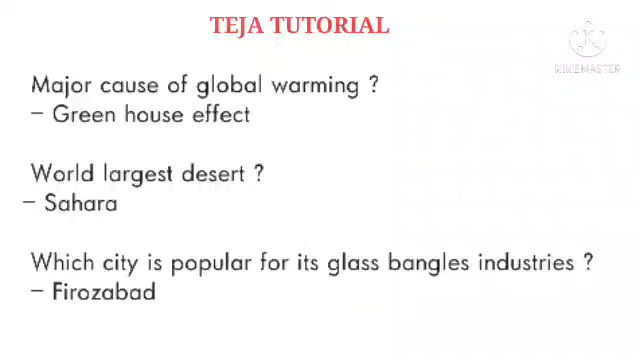 TEJA TUTORIAL
KINEMASTER
Major cause of global warming ?
– Green house effect
World largest desert ?
– Sahara
Which city is popular for its glass bangles industries ?
– Firozabad